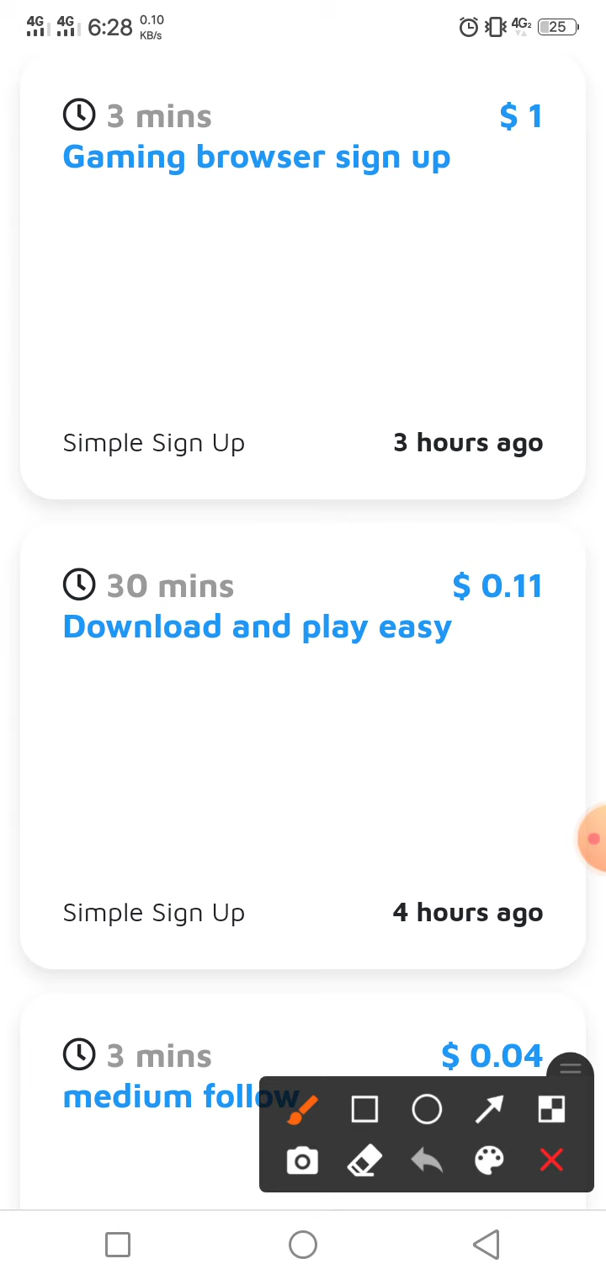 4G 4G 6:28 0.10 KB/s 4G2 25
3 mins $ 1
Gaming browser sign up
Simple Sign Up 3 hours ago
30 mins $ 0.11
Download and play easy
Simple Sign Up 4 hours ago
3 mins $ 0.04
medium follow